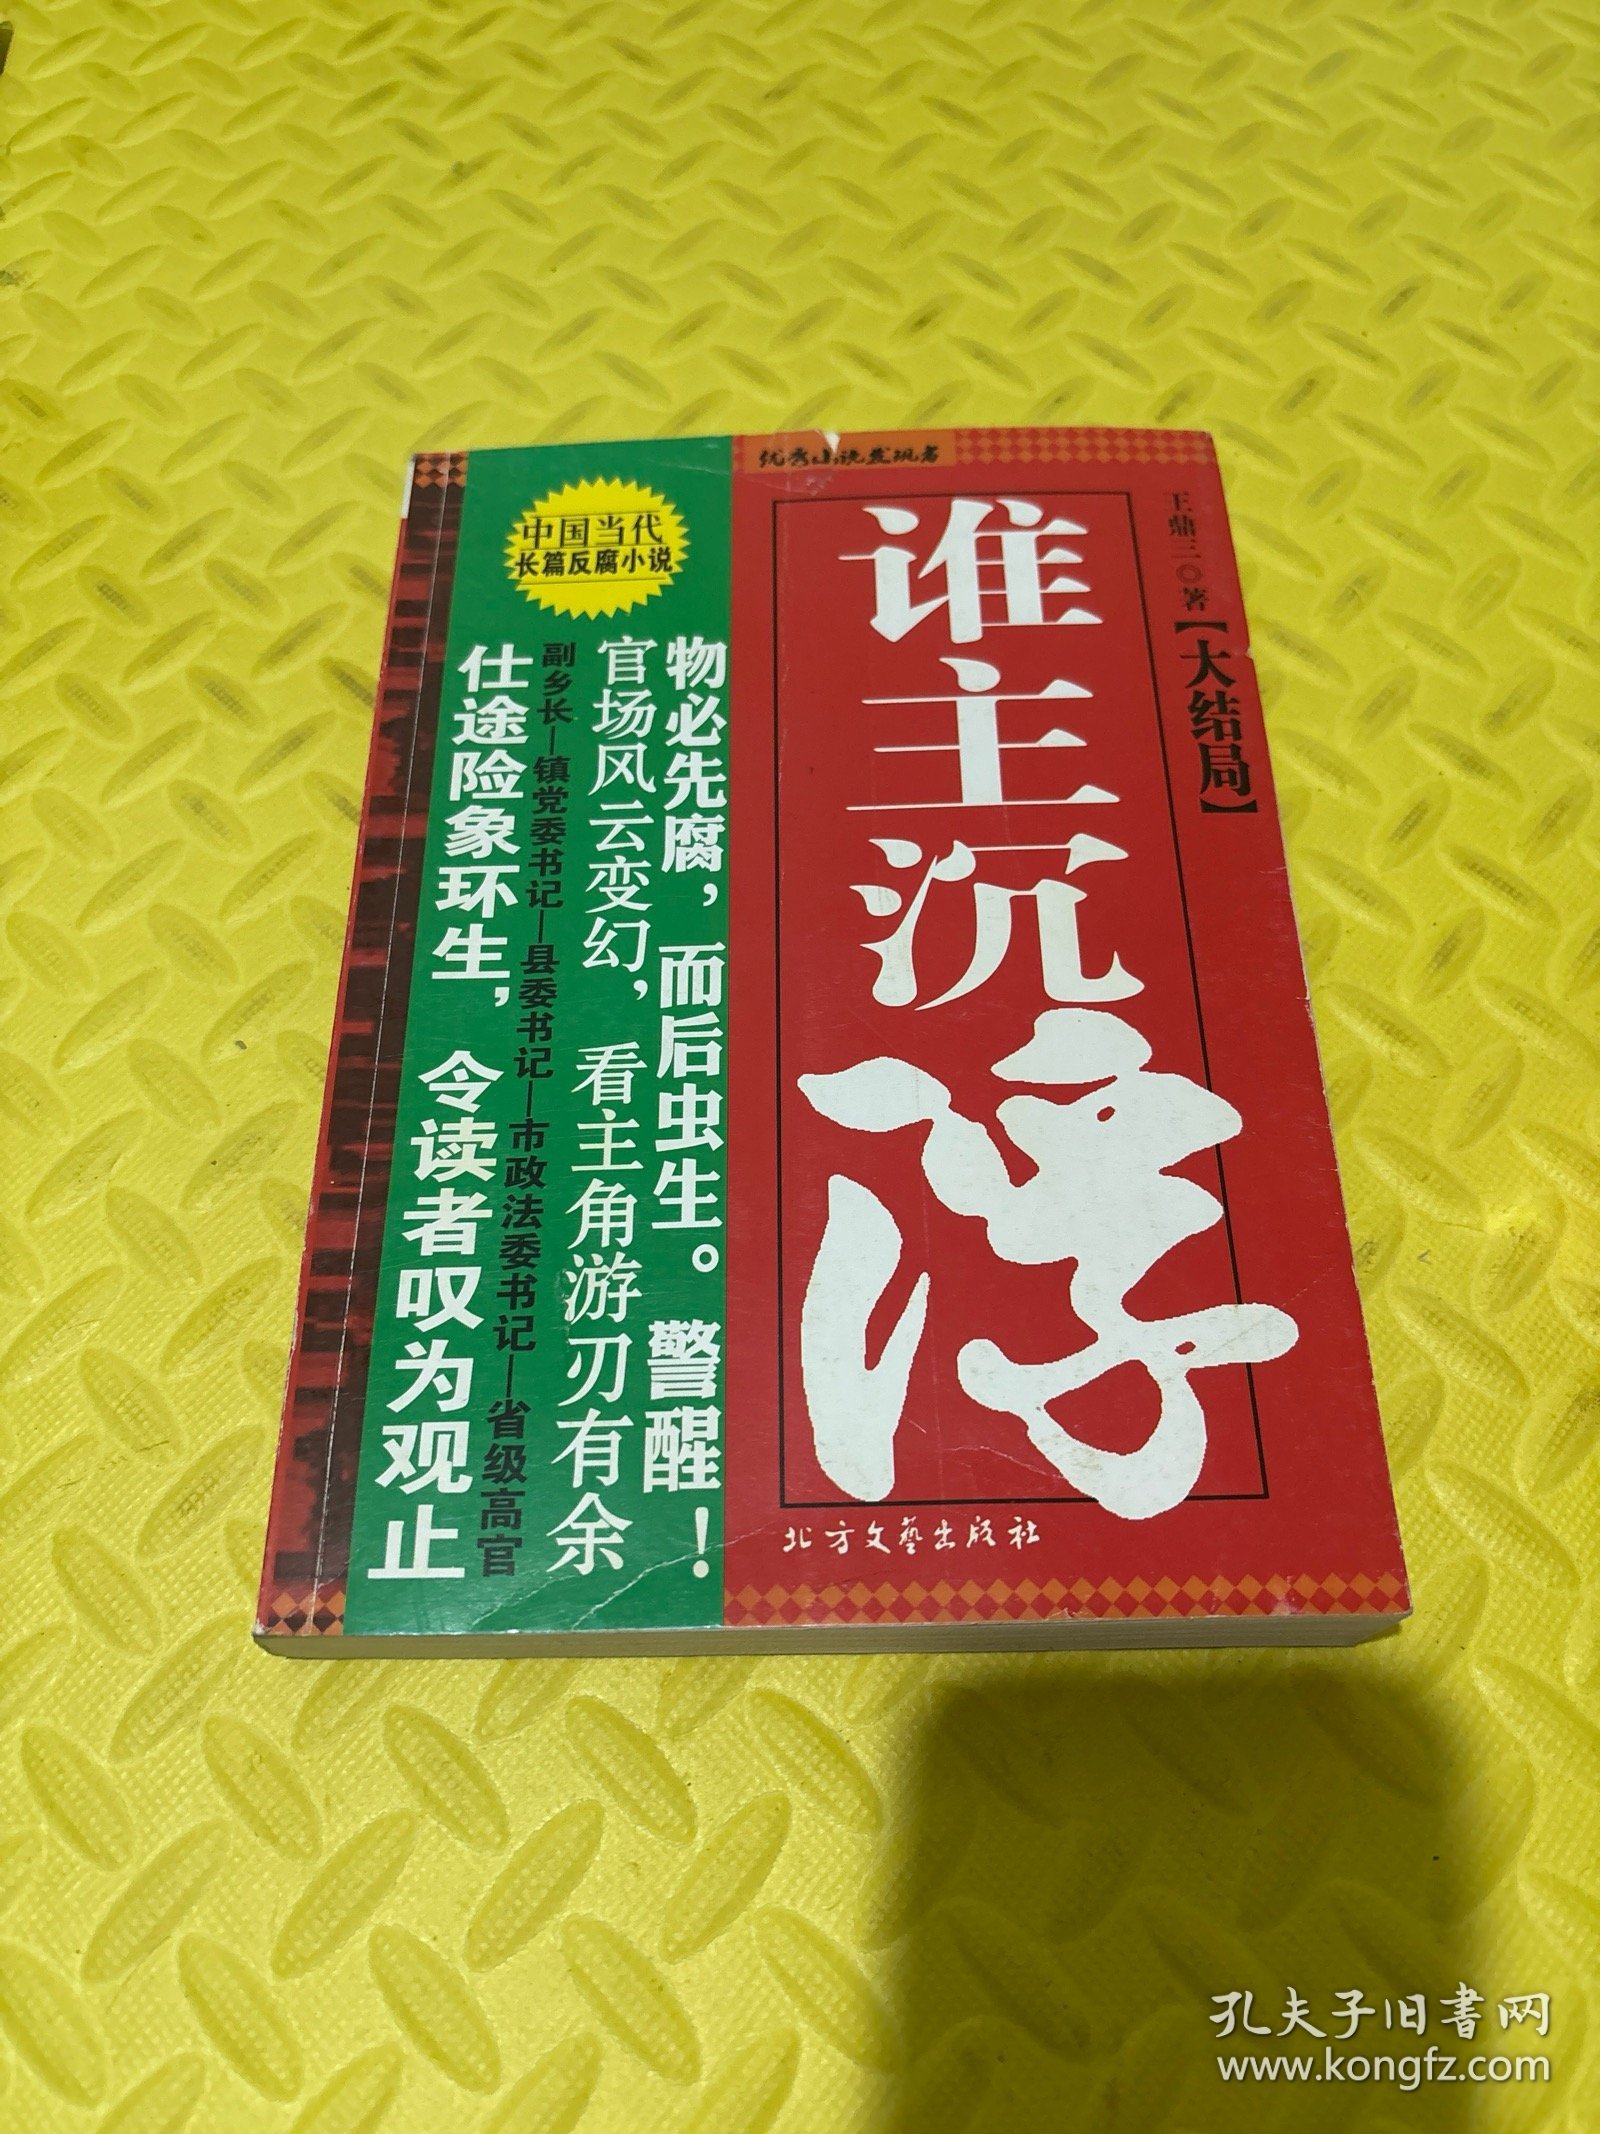 优秀小说发现者
王鼎三○著【大结局】
谁主沉浮
北方文艺出版社
中国当代
长篇反腐小说
物必先腐，而后虫生。警醒！
官场风云变幻，看主角游刃有余
副乡长—镇党委书记—县委书记—市政法委书记—省级高官
仕途险象环生，令读者叹为观止
孔夫子旧书网
www.kongfz.com